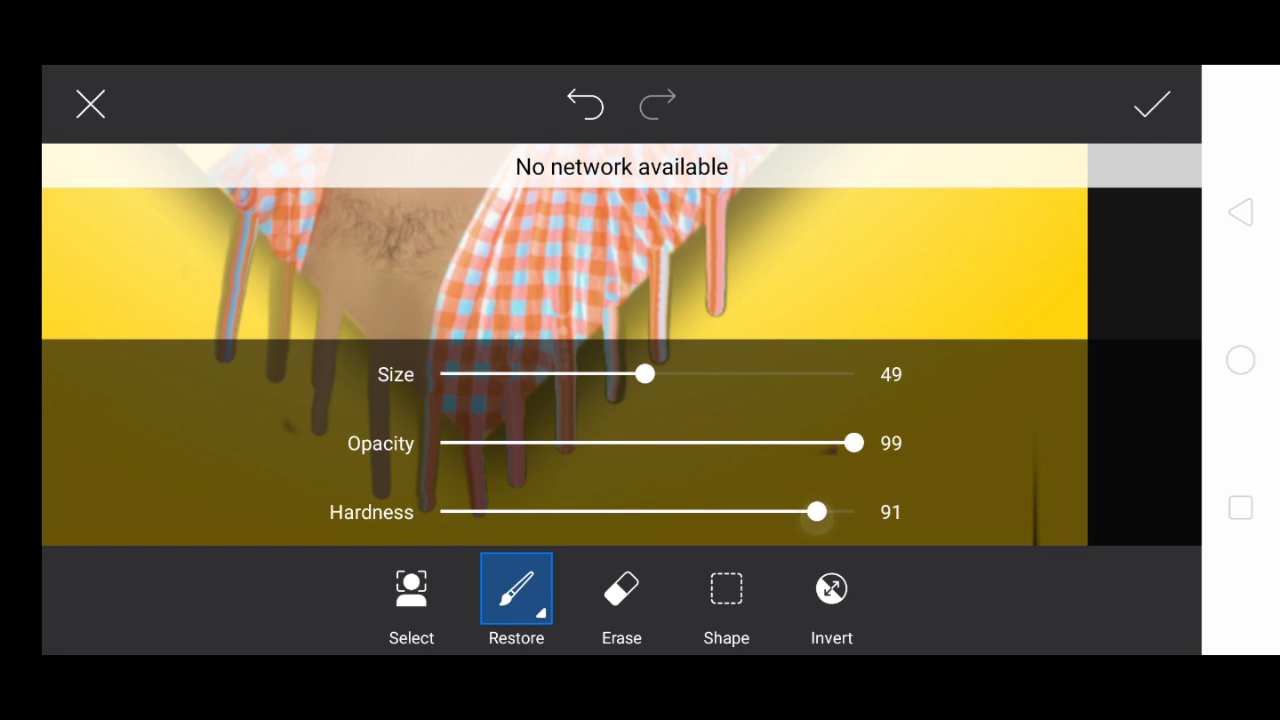 No network available
Size 49
Opacity 99
Hardness 91
Select Restore Erase Shape Invert